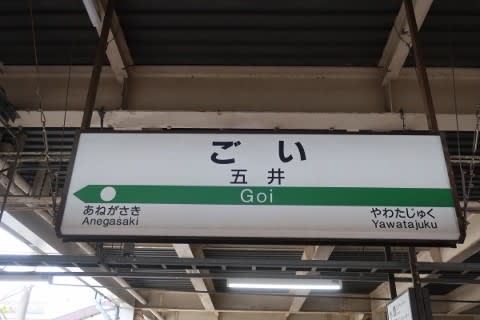 ごい
五井
Goi
あねがさき
Anegasaki
やわたじゅく
Yawatajuku